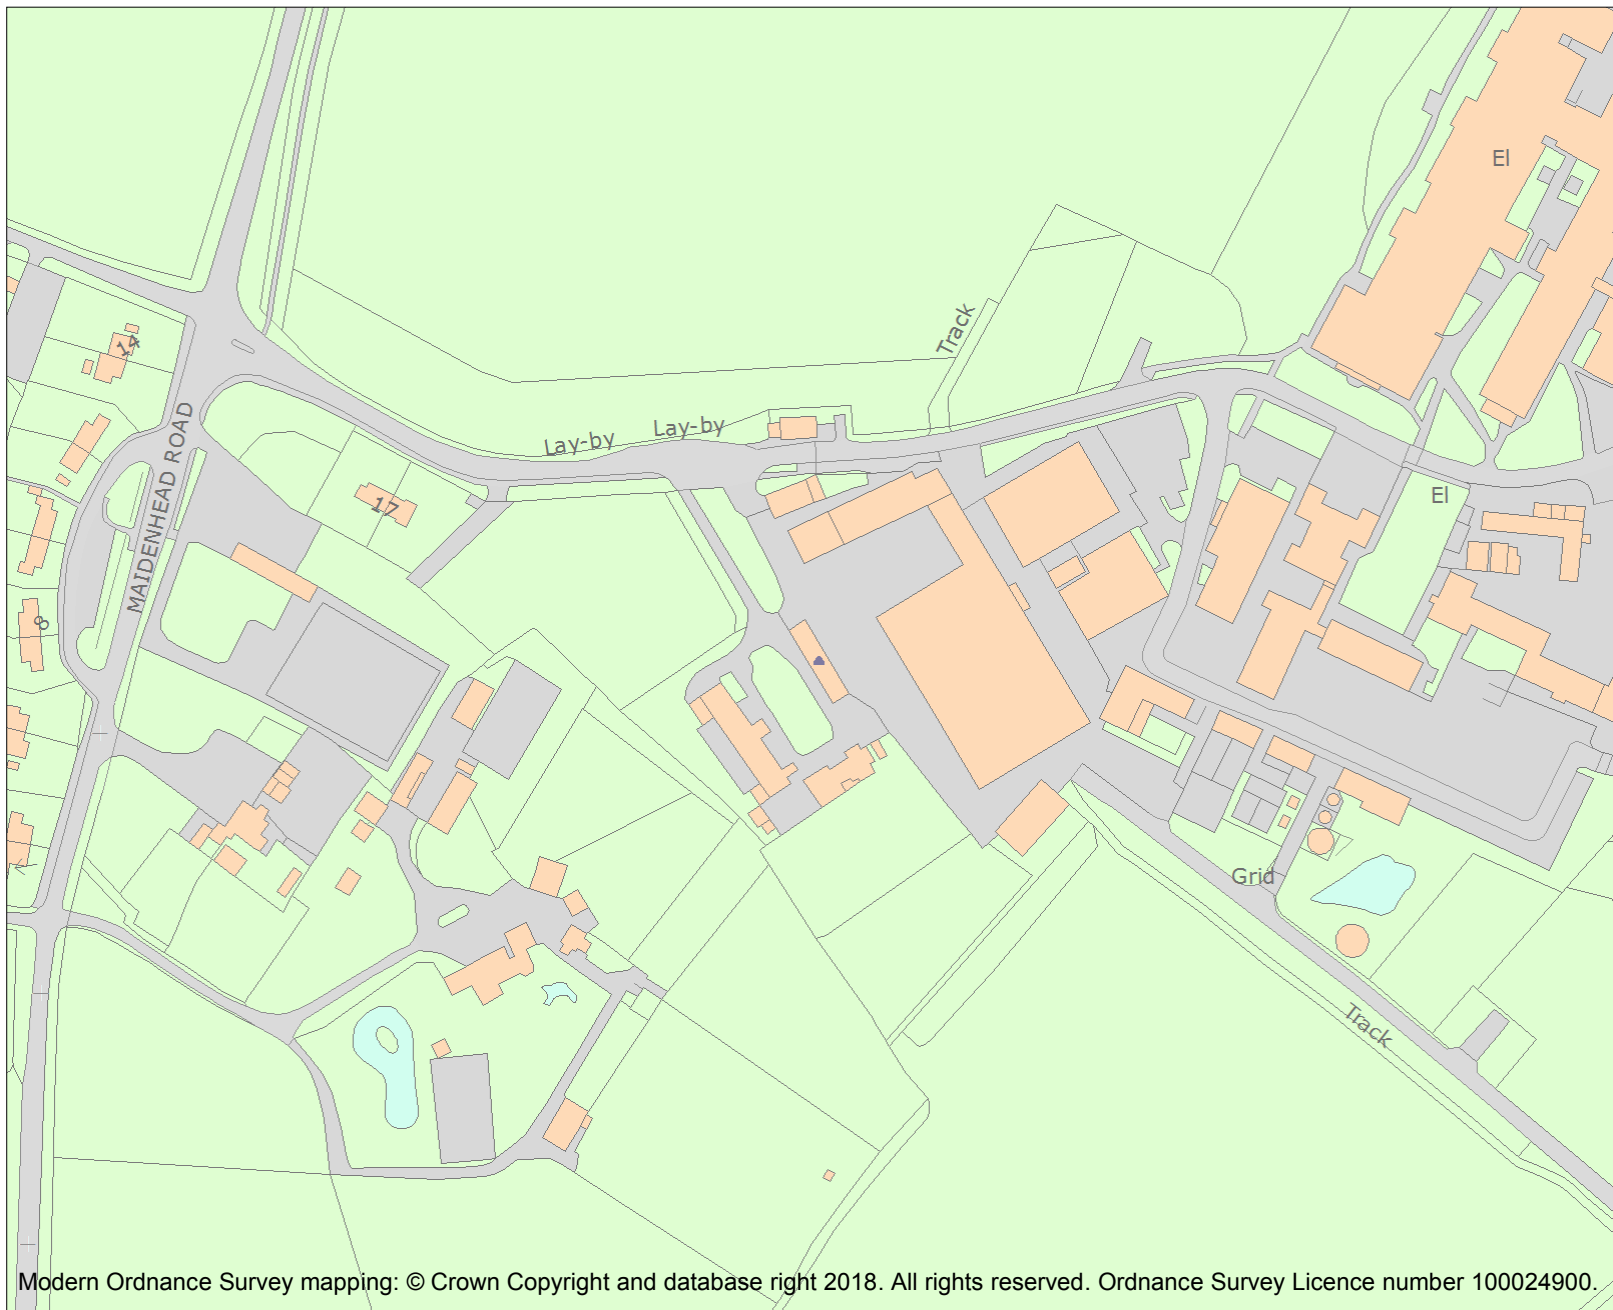 El
Track
14
MAIDENHEAD ROAD
Lay-by
Lay-by
17
El
8
Grid
Track
Modern Ordnance Survey mapping: © Crown Copyright and database right 2018. All rights reserved. Ordnance Survey Licence number 100024900.